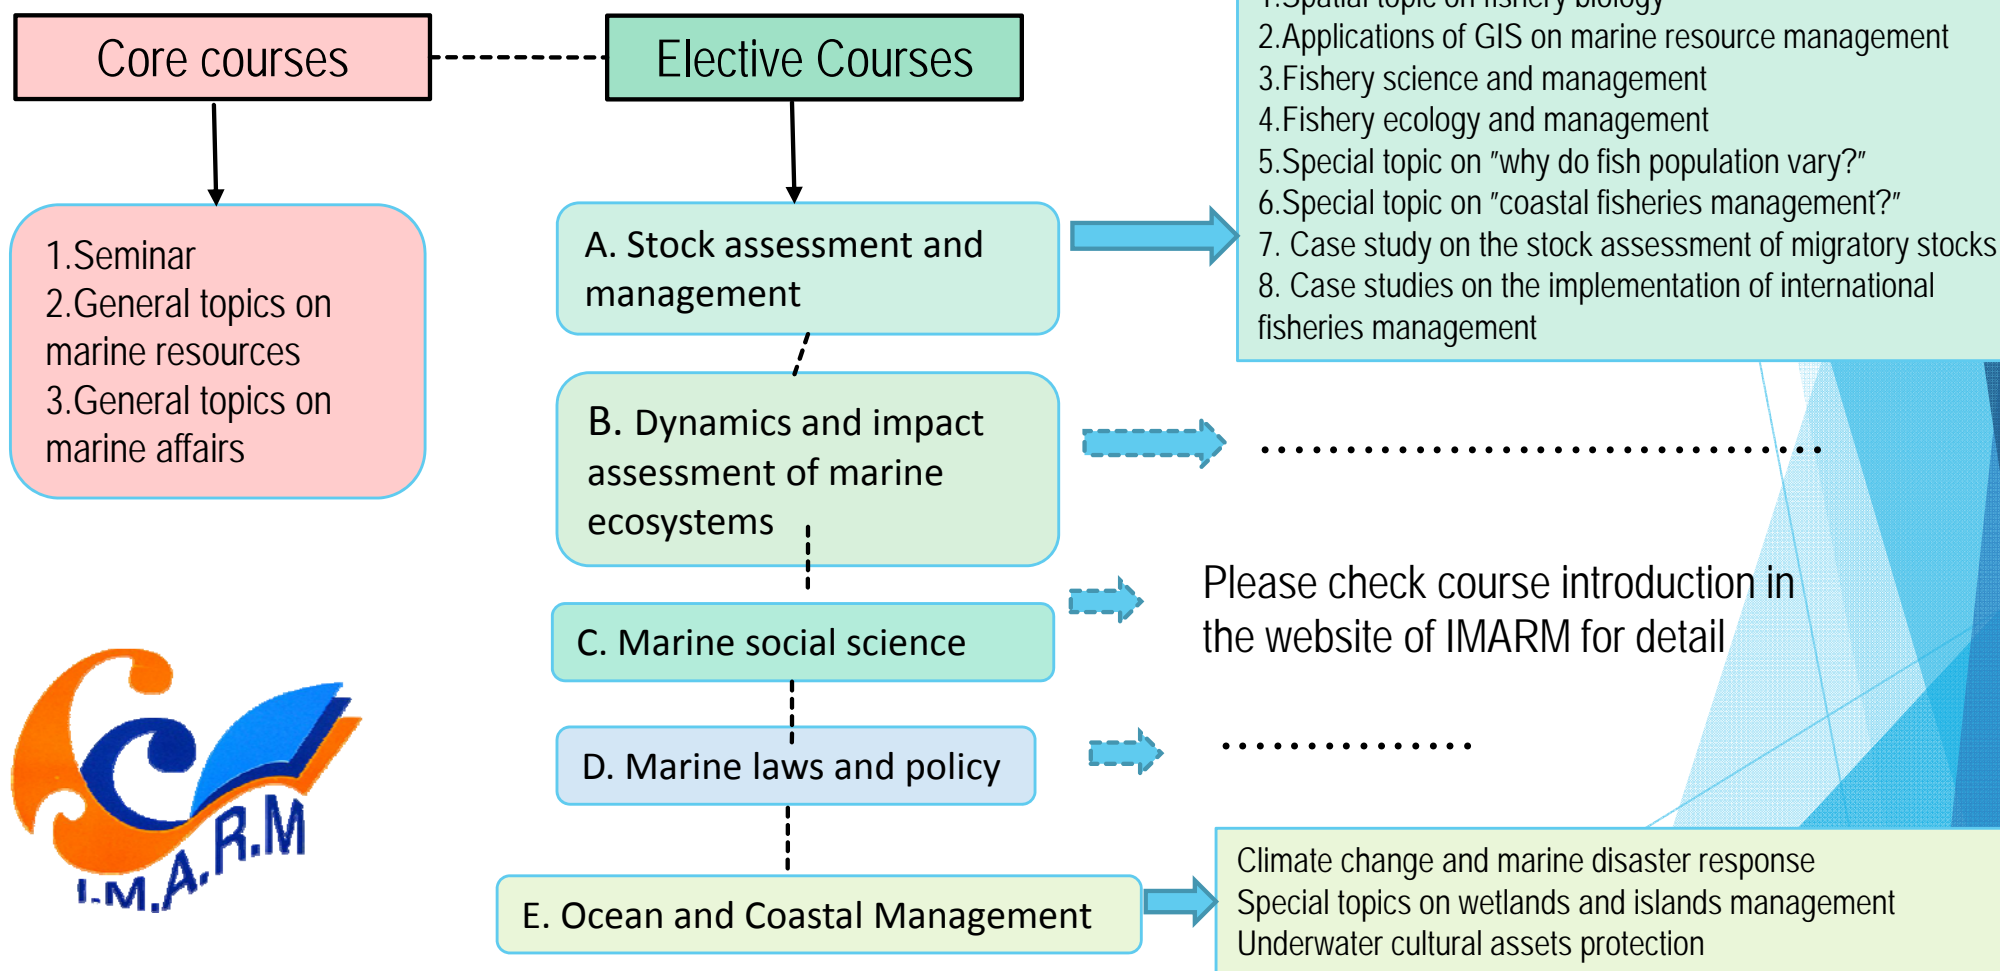 Core courses
Elective Courses
1.Seminar
2.General topics on
marine resources
3.General topics on
marine affairs
A. Stock assessment and
management
B. Dynamics and impact
assessment of marine
ecosystems
C. Marine social science
D. Marine laws and policy
E. Ocean and Coastal Management
1.Spatial topic on fishery biology
2.Applications of GIS on marine resource management
3.Fishery science and management
4.Fishery ecology and management
5.Special topic on "why do fish population vary?"
6.Special topic on "coastal fisheries management?"
7. Case study on the stock assessment of migratory stocks
8. Case studies on the implementation of international
fisheries management
Please check course introduction in
the website of IMARM for detail
Climate change and marine disaster response
Special topics on wetlands and islands management
Underwater cultural assets protection
I.M.A.R.M